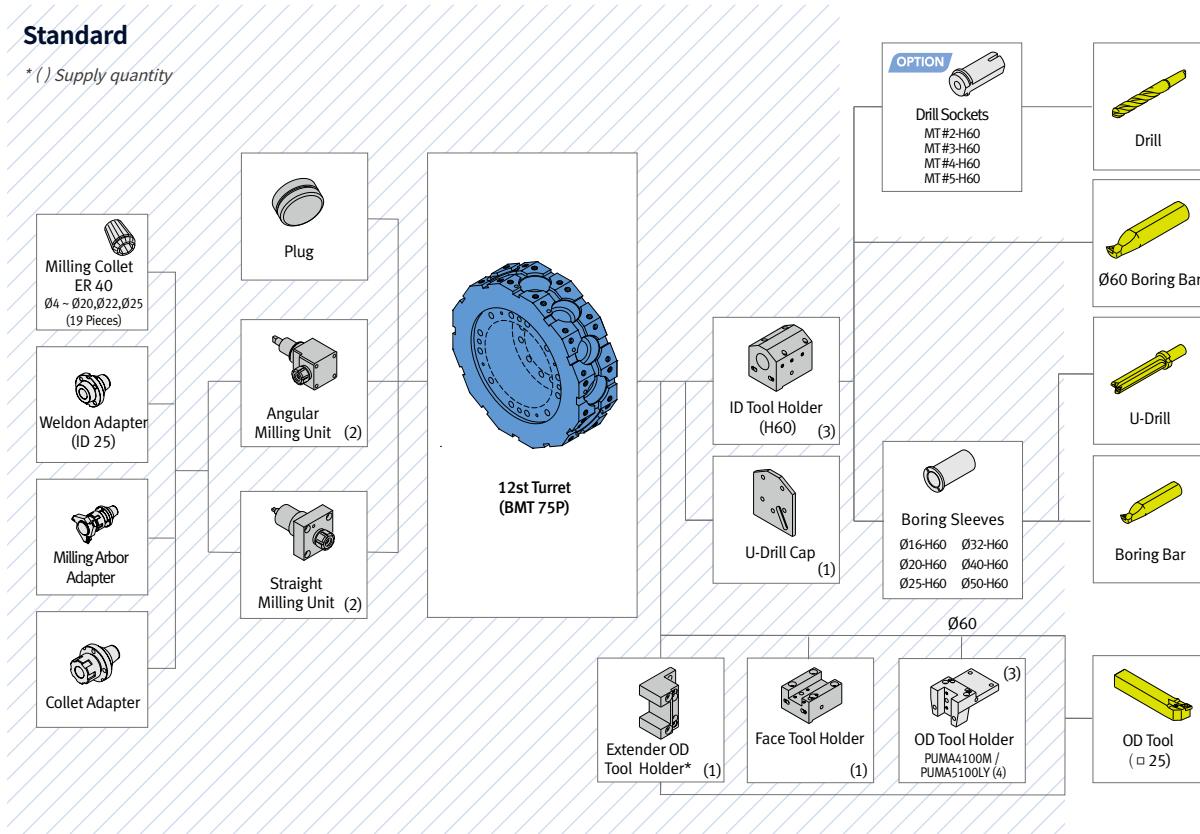 Standard
* ( ) Supply quantity
OPTION
Drill Sockets
MT#2-H60
MT#3-H60
MT#4-H60
MT#5-H60
Drill
Plug
Milling Collet
ER 40
Ø4 ~ Ø20,Ø22,Ø25
(19 Pieces)
Ø60 Boring Bar
Weldon Adapter
(ID 25)
Angular
Milling Unit (2)
ID Tool Holder
(H60) (3)
U-Drill
12st Turret
(BMT 75P)
Milling Arbor
Adapter
Straight
Milling Unit (2)
U-Drill Cap
(1)
Boring Sleeves
Ø16-H60 Ø32-H60
Ø20-H60 Ø40-H60
Ø25-H60 Ø50-H60
Boring Bar
Ø60
Collet Adapter
Extender OD
Tool Holder* (1)
Face Tool Holder
(1)
(3)
OD Tool Holder
PUMA4100M /
PUMA5100LY (4)
OD Tool
(□ 25)